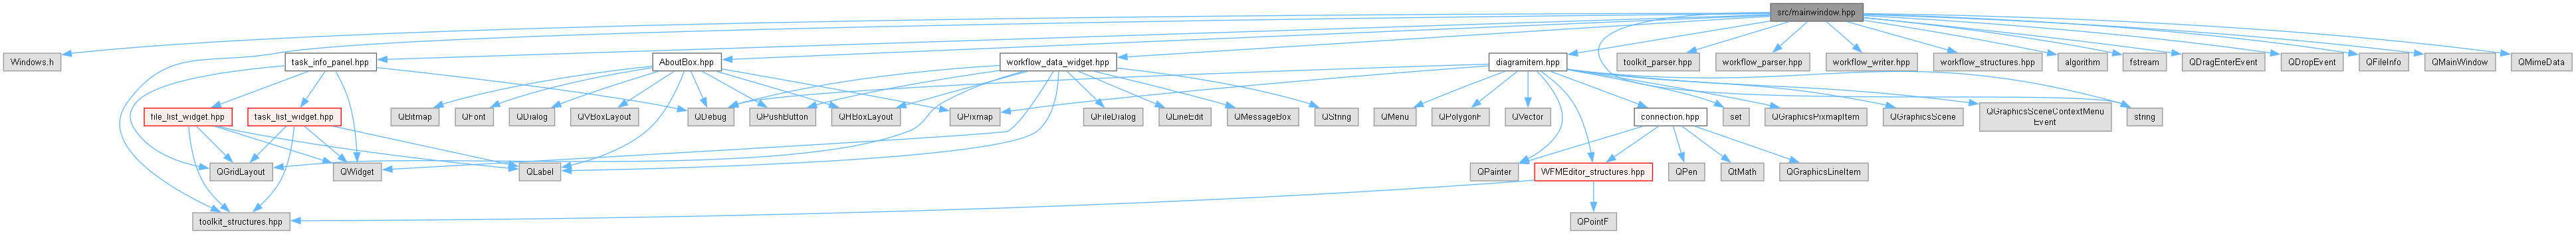 src/mainwindow.hpp
Windows.h
task_info_panel.hpp
AboutBox.hpp
workflow_data_widget.hpp
diagramitem.hpp
toolkit_parser.hpp
workflow_parser.hpp
workflow_writer.hpp
workflow_structures.hpp
algorithm
fstream
QDragEnterEvent
QDropEvent
QFileInfo
QMainWindow
QMimeData
file_list_widget.hpp
task_list_widget.hpp
QBitmap
QFont
QDialog
QVBoxLayout
QDebug
QPushButton
QHBoxLayout
QPixmap
QFileDialog
QLineEdit
QMessageBox
QString
QMenu
QPolygonF
QVector
connection.hpp
set
QGraphicsPixmapItem
QGraphicsScene
QGraphicsSceneContextMenu
Event
string
QGridLayout
QWidget
QLabel
QPainter
WFMEditor_structures.hpp
QPen
QtMath
QGraphicsLineItem
toolkit_structures.hpp
QPointF